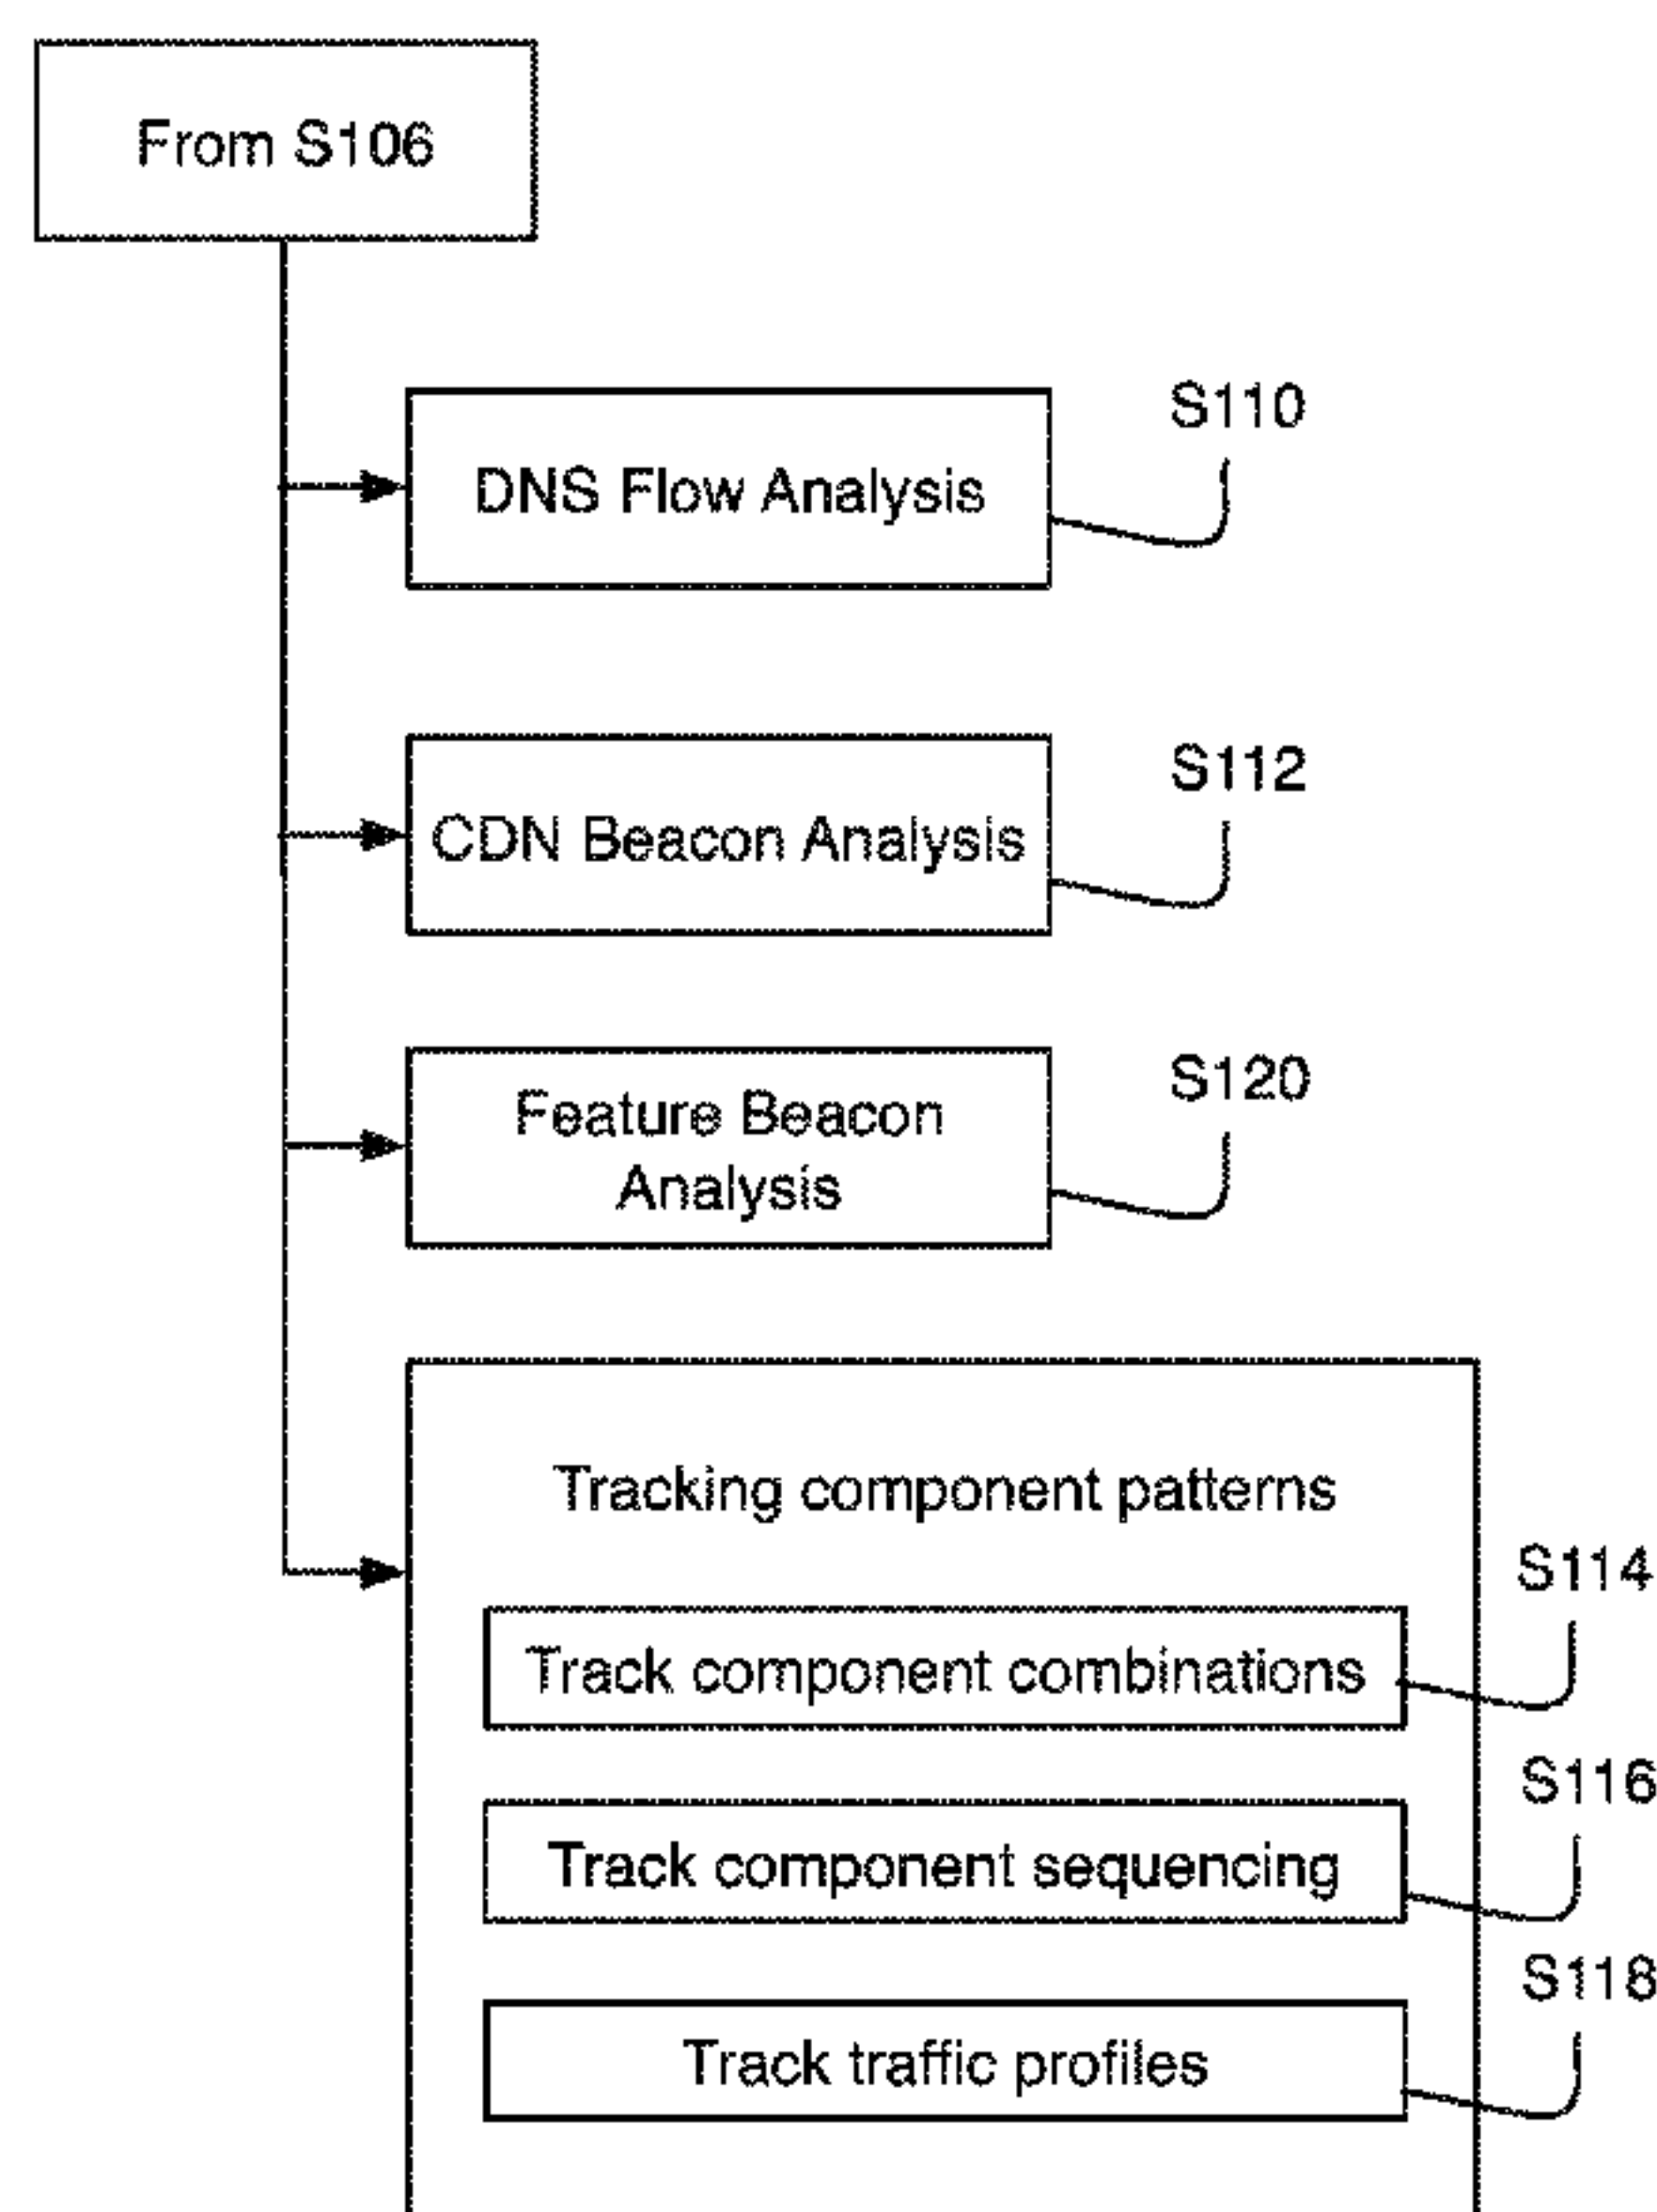 From S106
S110
DNS Flow Analysis
S112
CDN Beacon Analysis
S120
Feature Beacon
Analysis
Tracking component patterns
S114
Track component combinations
S116
Track component sequencing
S118
Track traffic profiles